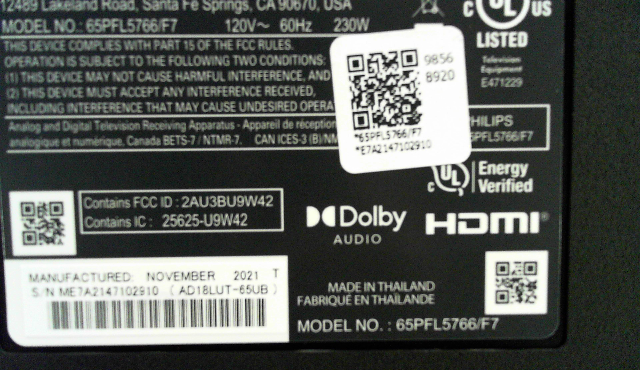 12489 Lakeland Road, Santa Fe Springs, CA 90670, USA
MODEL NO. : 65PFL5766/F7 120V~ 60Hz 230W
THIS DEVICE COMPLIES WITH PART 15 OF THE FCC RULES.
OPERATION IS SUBJECT TO THE FOLLOWING TWO CONDITIONS:
(1) THIS DEVICE MAY NOT CAUSE HARMFUL INTERFERENCE, AND
(2) THIS DEVICE MUST ACCEPT ANY INTERFERENCE RECEIVED,
INCLUDING INTERFERENCE THAT MAY CAUSE UNDESIRED OPERA
Analog and Digital Television Receiving Apparatus - Appareil de réception
analogique et numérique, Canada BETS-7 / NTMR-7. CAN ICES-3 (B)/NM
C UL US
LISTED
Television
Equipment
E471229
9856
8920
*65PFL5766/F7
*E7A2147102910
PHILIPS
65PFL5766/F7
C UL Energy
Verified
Contains FCC ID : 2AU3BU9W42
Contains IC : 25625-U9W42
Dolby
AUDIO
HDMI
MANUFACTURED: NOVEMBER 2021 T
S/N ME7A2147102910 ( AD18LUT-65UB )
MADE IN THAILAND
FABRIQUÉ EN THAÏLANDE
MODEL NO. : 65PFL5766/F7